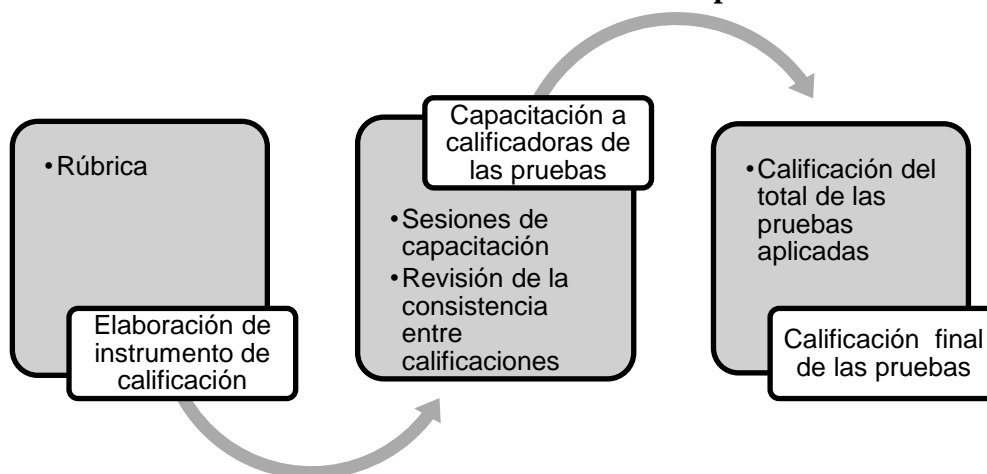 •Rúbrica
Elaboración de
instrumento de
calificación
Capacitación a
calificadoras de
las pruebas
•Sesiones de
capacitación
•Revisión de la
consistencia
entre
calificaciones
•Calificación del
total de las
pruebas
aplicadas
Calificación final
de las pruebas